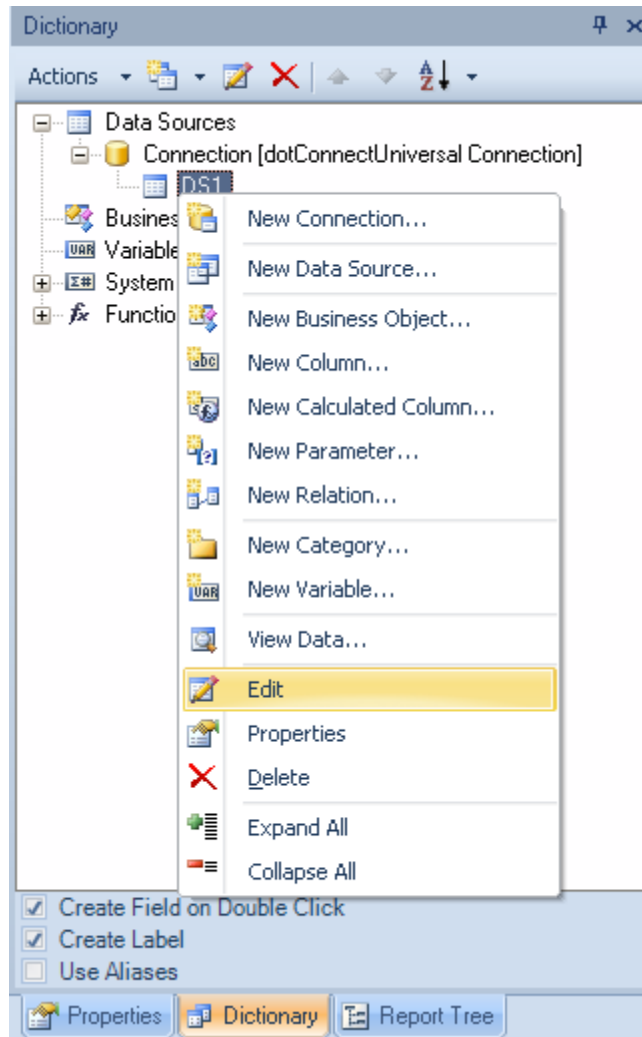 Dictionary
Actions
Data Sources
Connection [dotConnectUniversal Connection]
DS1
Busines
Variable
System
Functio
New Connection...
New Data Source...
New Business Object...
New Column...
New Calculated Column...
New Parameter...
New Relation...
New Category...
New Variable...
View Data...
Edit
Properties
Delete
Expand All
Collapse All
Create Field on Double Click
Create Label
Use Aliases
Properties Dictionary Report Tree